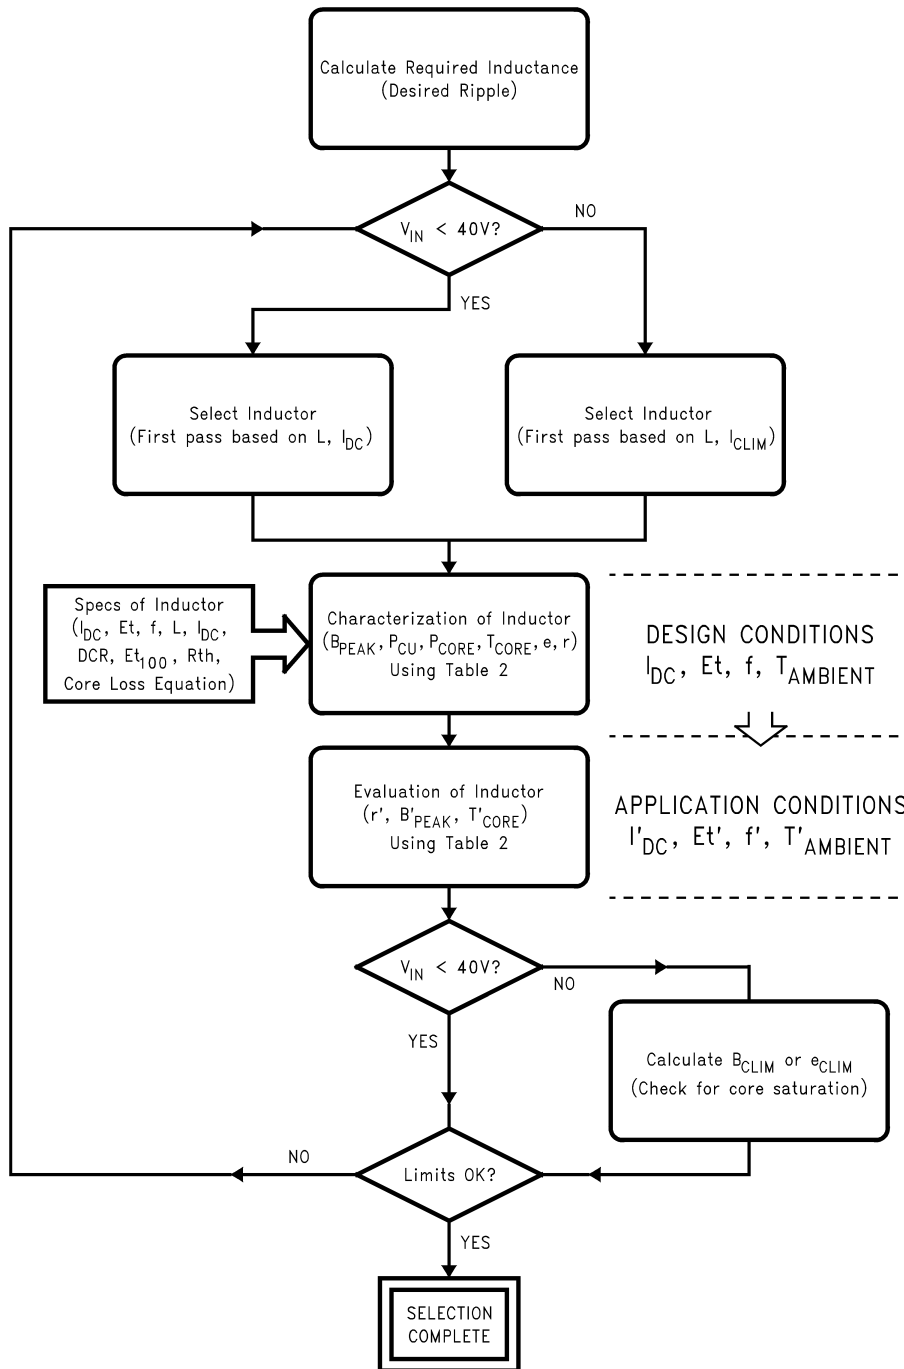 Calculate Required Inductance
(Desired Ripple)
V_IN < 40V?
NO
YES
Select Inductor
(First pass based on L, I_DC)
Select Inductor
(First pass based on L, I_CLIM)
Specs of Inductor
(I_DC, Et, f, L, I_DC,
DCR, Et_100, Rth,
Core Loss Equation)
Characterization of Inductor
(B_PEAK, P_CU, P_CORE, T_CORE, e, r)
Using Table 2
DESIGN CONDITIONS
I_DC, Et, f, T_AMBIENT
Evaluation of Inductor
(r', B'_PEAK, T'_CORE)
Using Table 2
APPLICATION CONDITIONS
I'_DC, Et', f', T'_AMBIENT
V_IN < 40V?
NO
YES
Calculate B_CLIM or e_CLIM
(Check for core saturation)
NO
Limits OK?
YES
SELECTION
COMPLETE